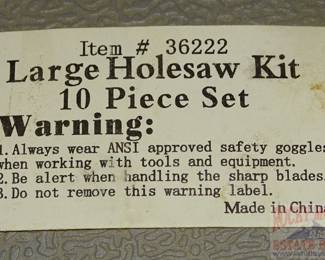 Item # 36222
Large Holesaw Kit
10 Piece Set
Warning:
1.Always wear ANSI approved safety goggles
when working with tools and equipment.
2.Be alert when handling the sharp blades.
3.Do not remove this warning label.
Made in China